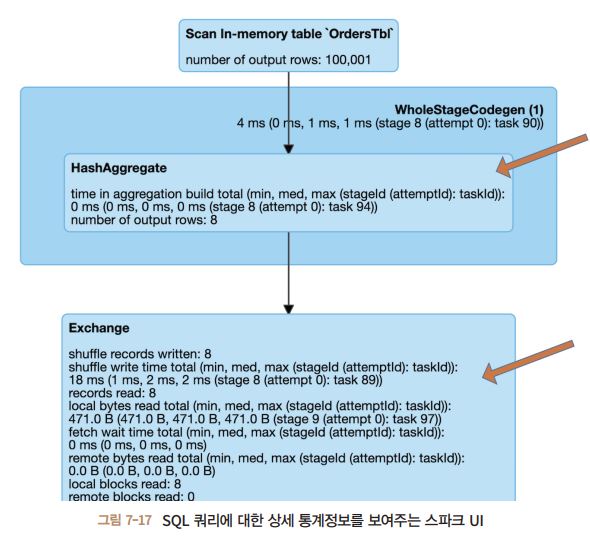 Scan In-memory table `OrdersTbl`
number of output rows: 100,001
WholeStageCodegen (1)
4 ms (0 ms, 1 ms, 1 ms (stage 8 (attempt 0): task 90))
HashAggregate
time in aggregation build total (min, med, max (stageId (attemptId): taskId)):
0 ms (0 ms, 0 ms, 0 ms (stage 8 (attempt 0): task 94))
number of output rows: 8
Exchange
shuffle records written: 8
shuffle write time total (min, med, max (stageId (attemptId): taskId)):
18 ms (1 ms, 2 ms, 2 ms (stage 8 (attempt 0): task 89))
records read: 8
local bytes read total (min, med, max (stageId (attemptId): taskId)):
471.0 B (471.0 B, 471.0 B, 471.0 B (stage 9 (attempt 0): task 97))
fetch wait time total (min, med, max (stageId (attemptId): taskId)):
0 ms (0 ms, 0 ms, 0 ms)
remote bytes read total (min, med, max (stageId (attemptId): taskId)):
0.0 B (0.0 B, 0.0 B, 0.0 B)
local blocks read: 8
remote blocks read: 0
그림 7-17 SQL 쿼리에 대한 상세 통계정보를 보여주는 스파크 UI